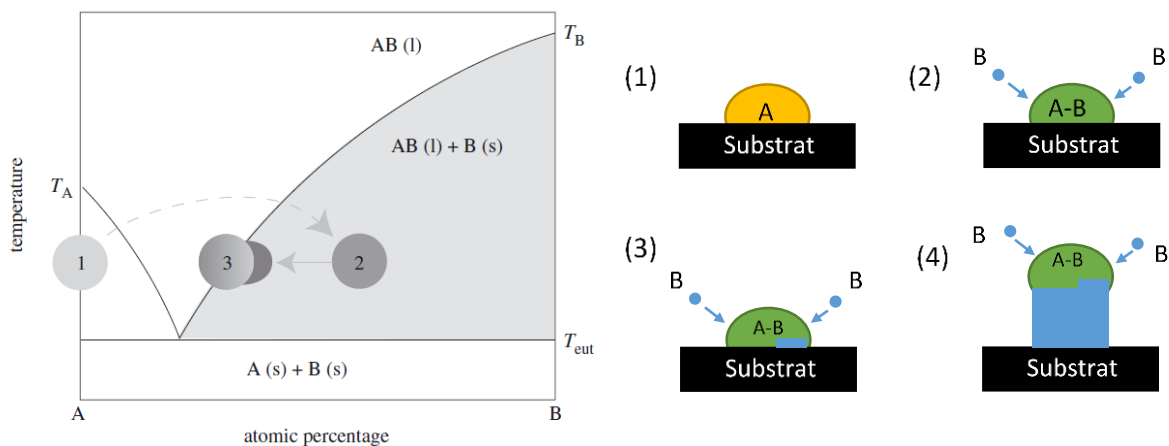 temperature
T_A
1
3
2
AB (l)
AB (l) + B (s)
T_B
T_eut
A (s) + B (s)
A
B
atomic percentage
(1)
A
Substrat
(2)
B
B
A-B
Substrat
(3)
B
B
A-B
Substrat
(4)
B
B
A-B
Substrat